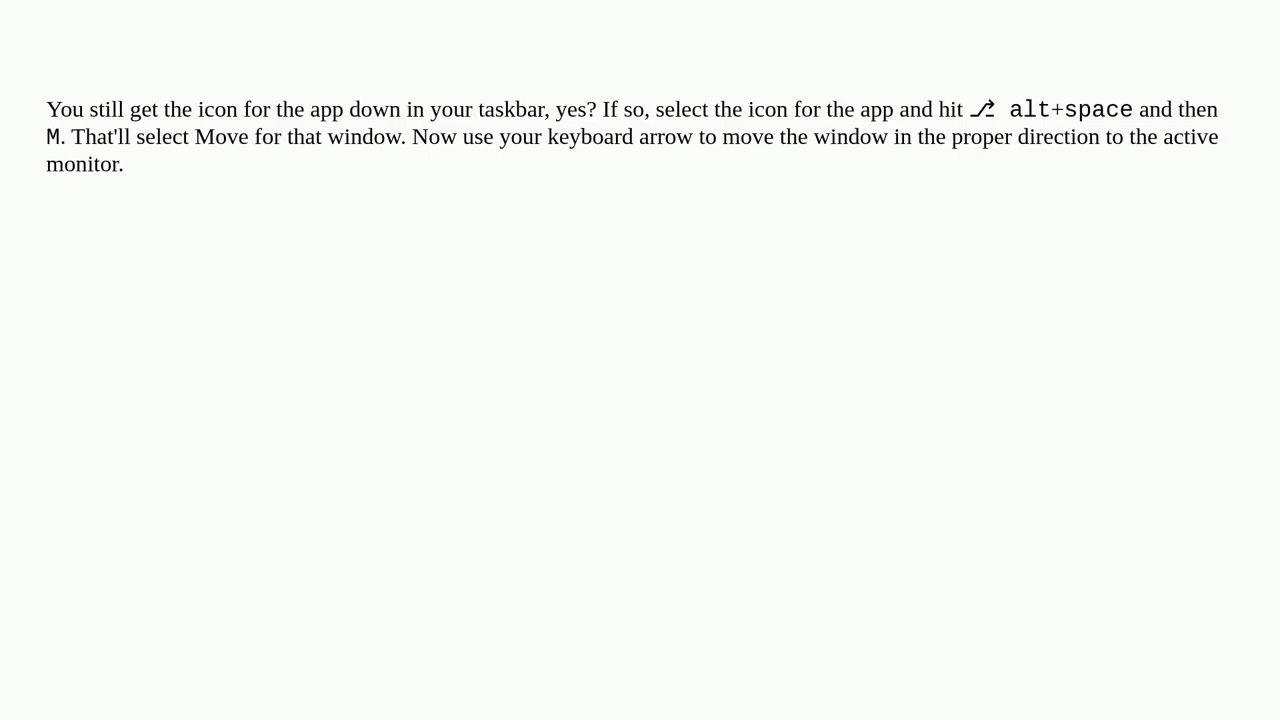 You still get the icon for the app down in your taskbar, yes? If so, select the icon for the app and hit ⎇ alt+space and then
M. That'll select Move for that window. Now use your keyboard arrow to move the window in the proper direction to the active
monitor.